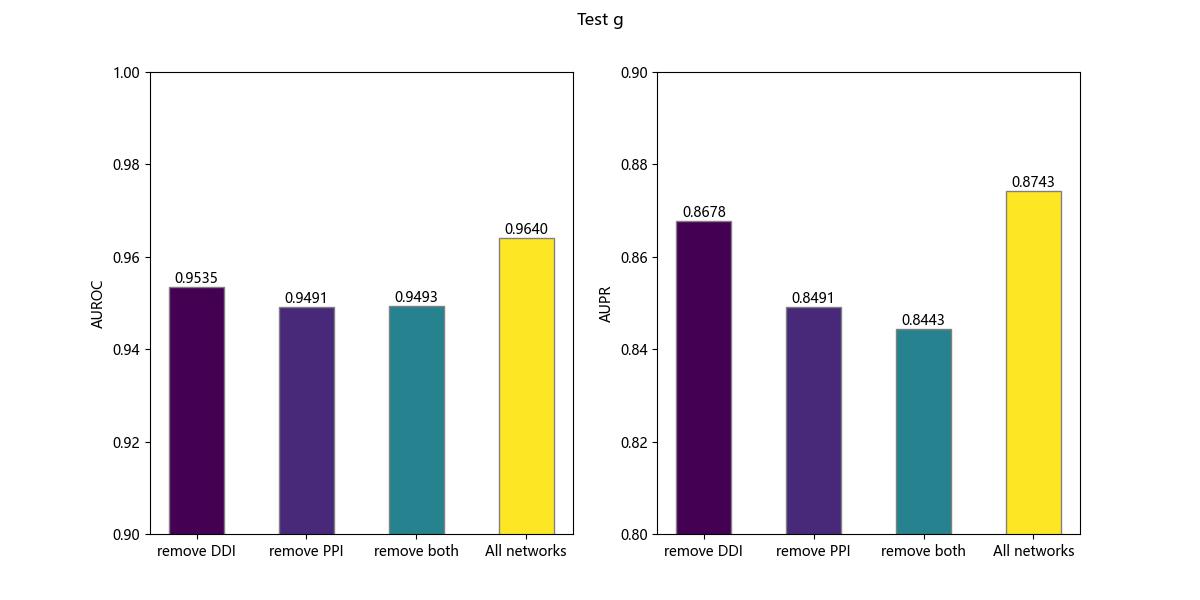 Test g
AUROC
1.00
0.98
0.96
0.94
0.92
0.90
0.9535
0.9491
0.9493
0.9640
remove DDI
remove PPI
remove both
All networks
AUPR
0.90
0.88
0.86
0.84
0.82
0.80
0.8678
0.8491
0.8443
0.8743
remove DDI
remove PPI
remove both
All networks